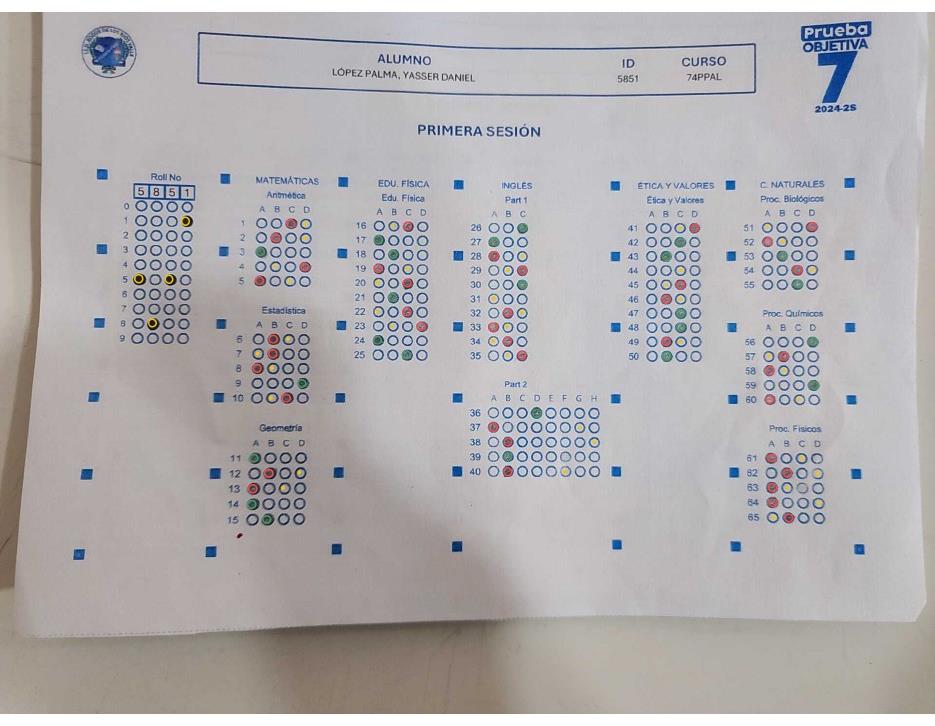 Prueba
OBJETIVA
7
2024-2S
ALUMNO ID CURSO
LÓPEZ PALMA, YASSER DANIEL 5851 74PPAL
PRIMERA SESIÓN
Roll No
5 8 5 1
0
1
2
3
4
5
6
7
8
9
MATEMÁTICAS
Aritmética
A B C D
1
2
3
4
5
Estadística
A B C D
6
7
8
9
10
Geometría
A B C D
11
12
13
14
15
EDU. FÍSICA
Edu. Física
A B C D
16
17
18
19
20
21
22
23
24
25
INGLÉS
Part 1
A B C
26
27
28
29
30
31
32
33
34
35
Part 2
A B C D E F G H
36
37
38
39
40
ÉTICA Y VALORES
Ética y Valores
A B C D
41
42
43
44
45
46
47
48
49
50
C. NATURALES
Proc. Biológicos
A B C D
51
52
53
54
55
Proc. Químicos
A B C D
56
57
58
59
60
Proc. Físicos
A B C D
61
62
63
64
65